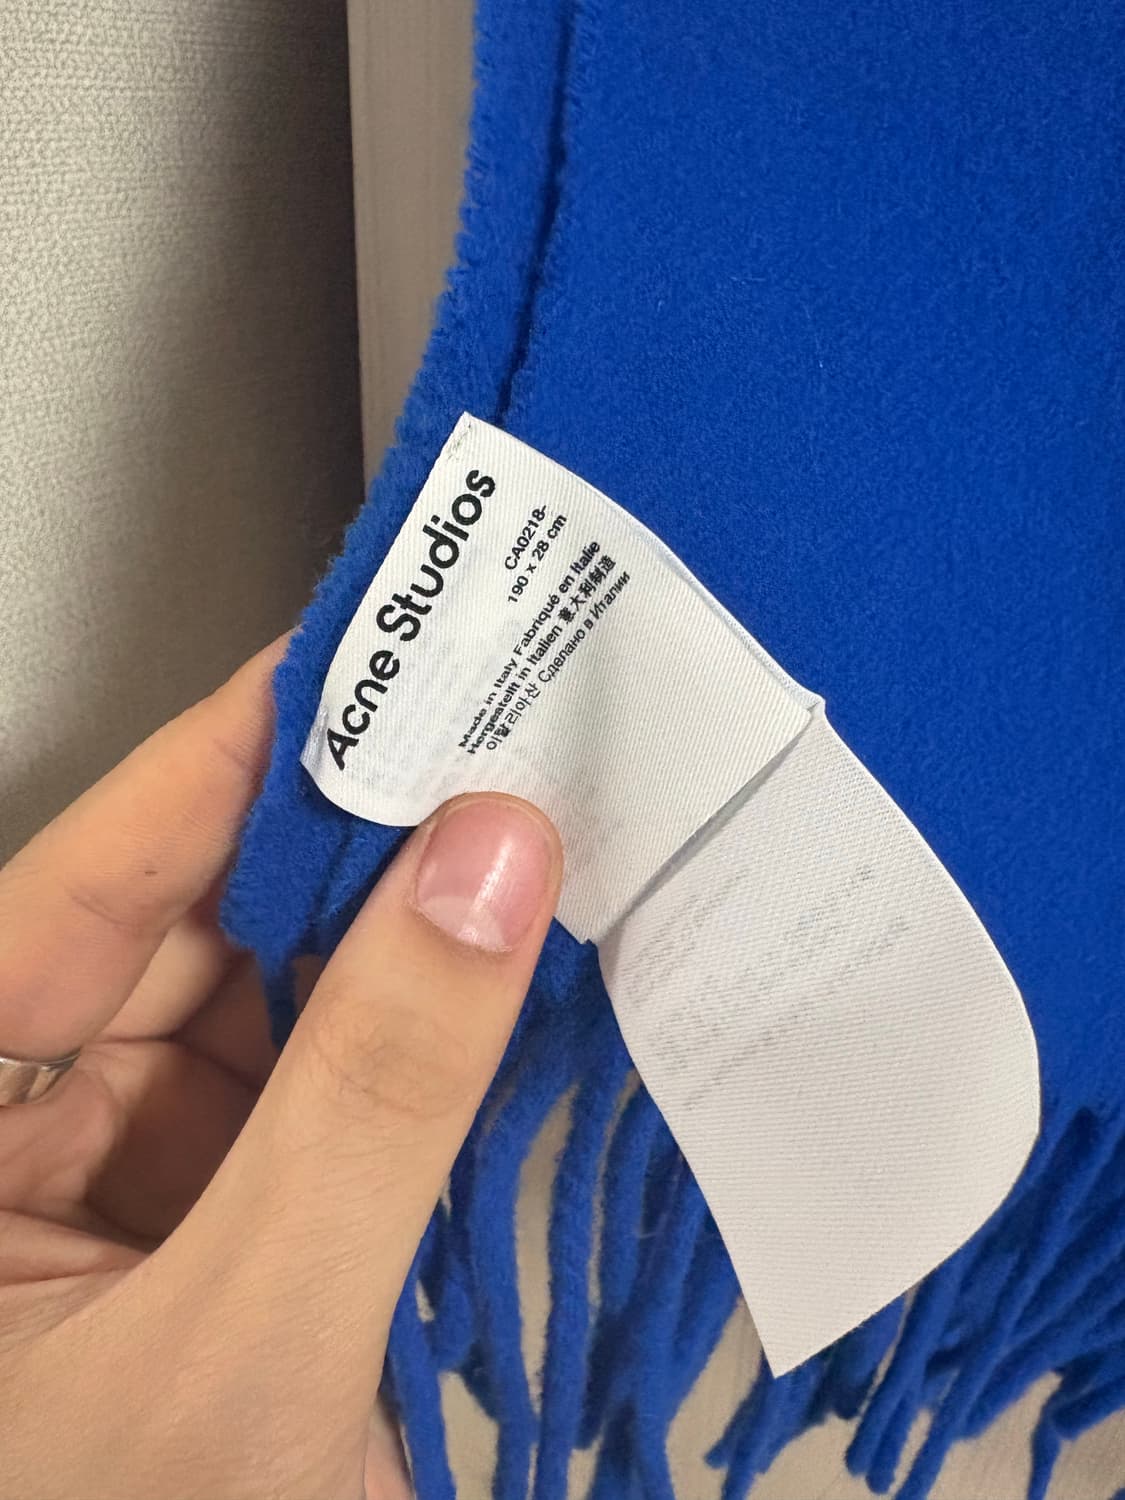 Acne Studios
CA0218-
190 x 28 cm
Made in Italy Fabriqué en Italie
Hergestellt in Italien 意大利制造
이탈리아산 Сделано в Италии